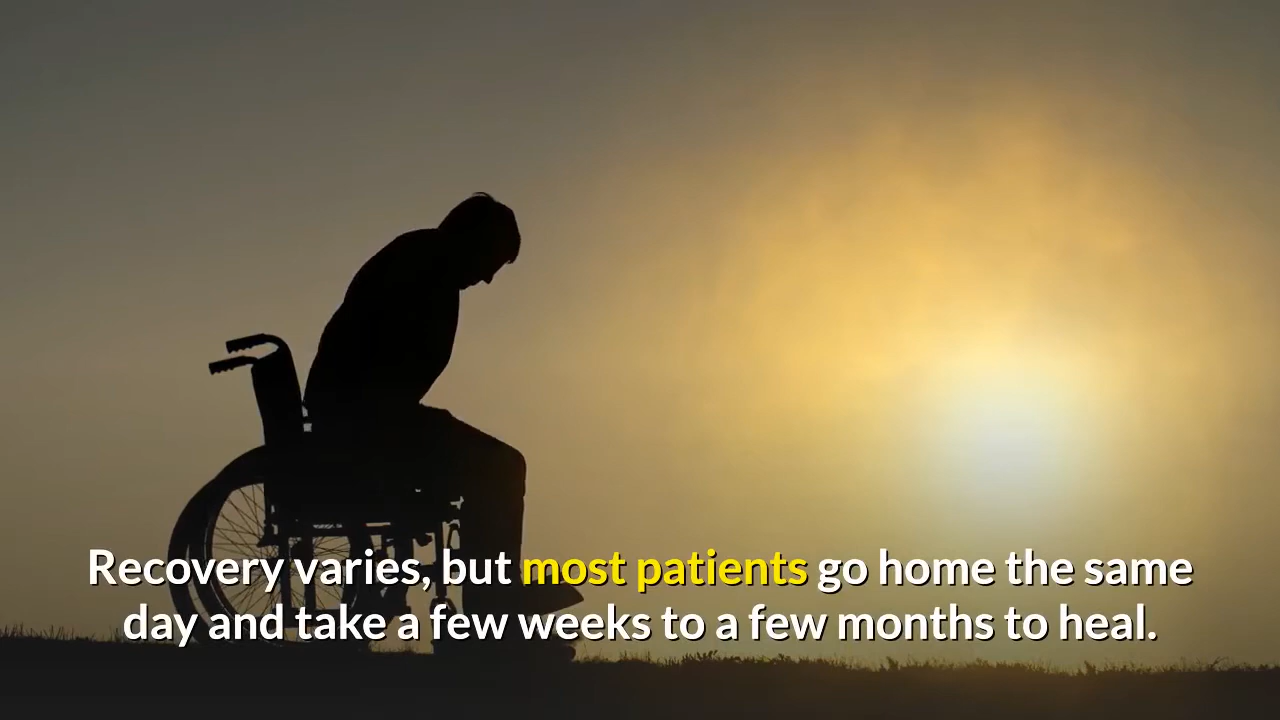 Recovery varies, but most patients go home the same
day and take a few weeks to a few months to heal.